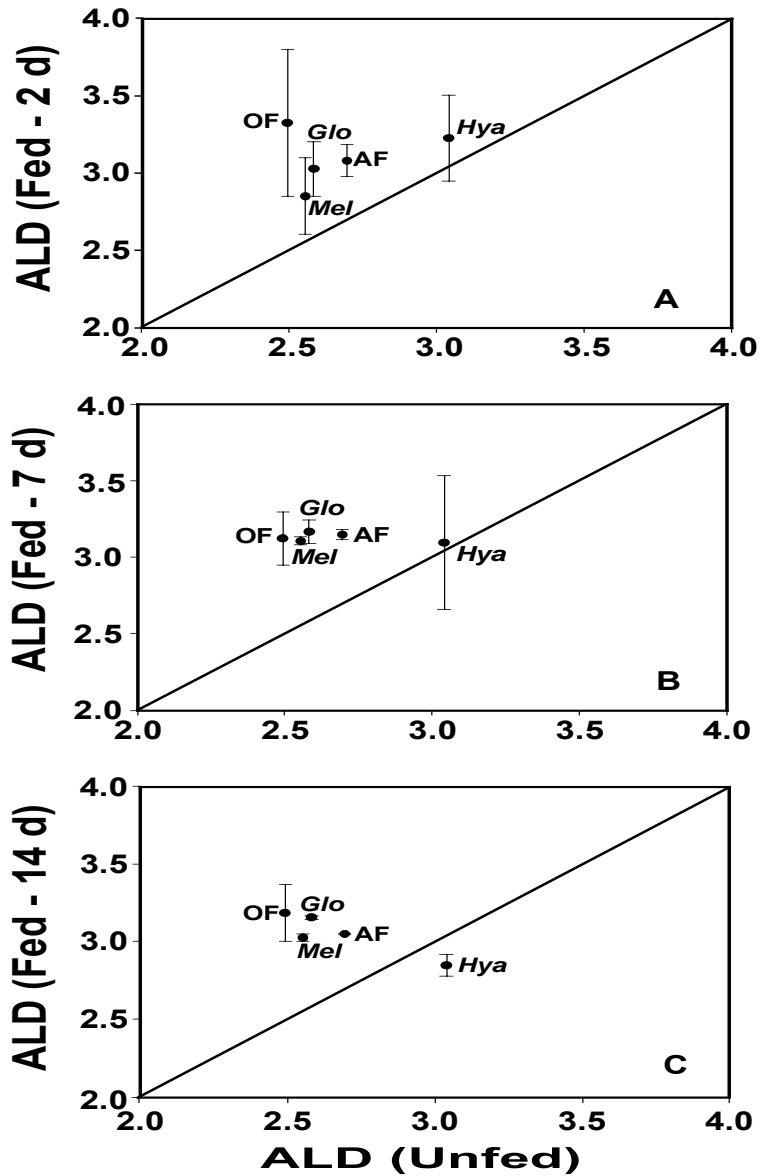 4.0
3.5
3.0
2.5
2.0
ALD (Fed - 2 d)
OF
Glo
AF
Mel
Hya
A
2.0 2.5 3.0 3.5 4.0
4.0
3.5
3.0
2.5
2.0
ALD (Fed - 7 d)
OF
Glo
AF
Mel
Hya
B
2.0 2.5 3.0 3.5 4.0
4.0
3.5
3.0
2.5
2.0
ALD (Fed - 14 d)
OF
Glo
AF
Mel
Hya
C
2.0 2.5 3.0 3.5 4.0
ALD (Unfed)